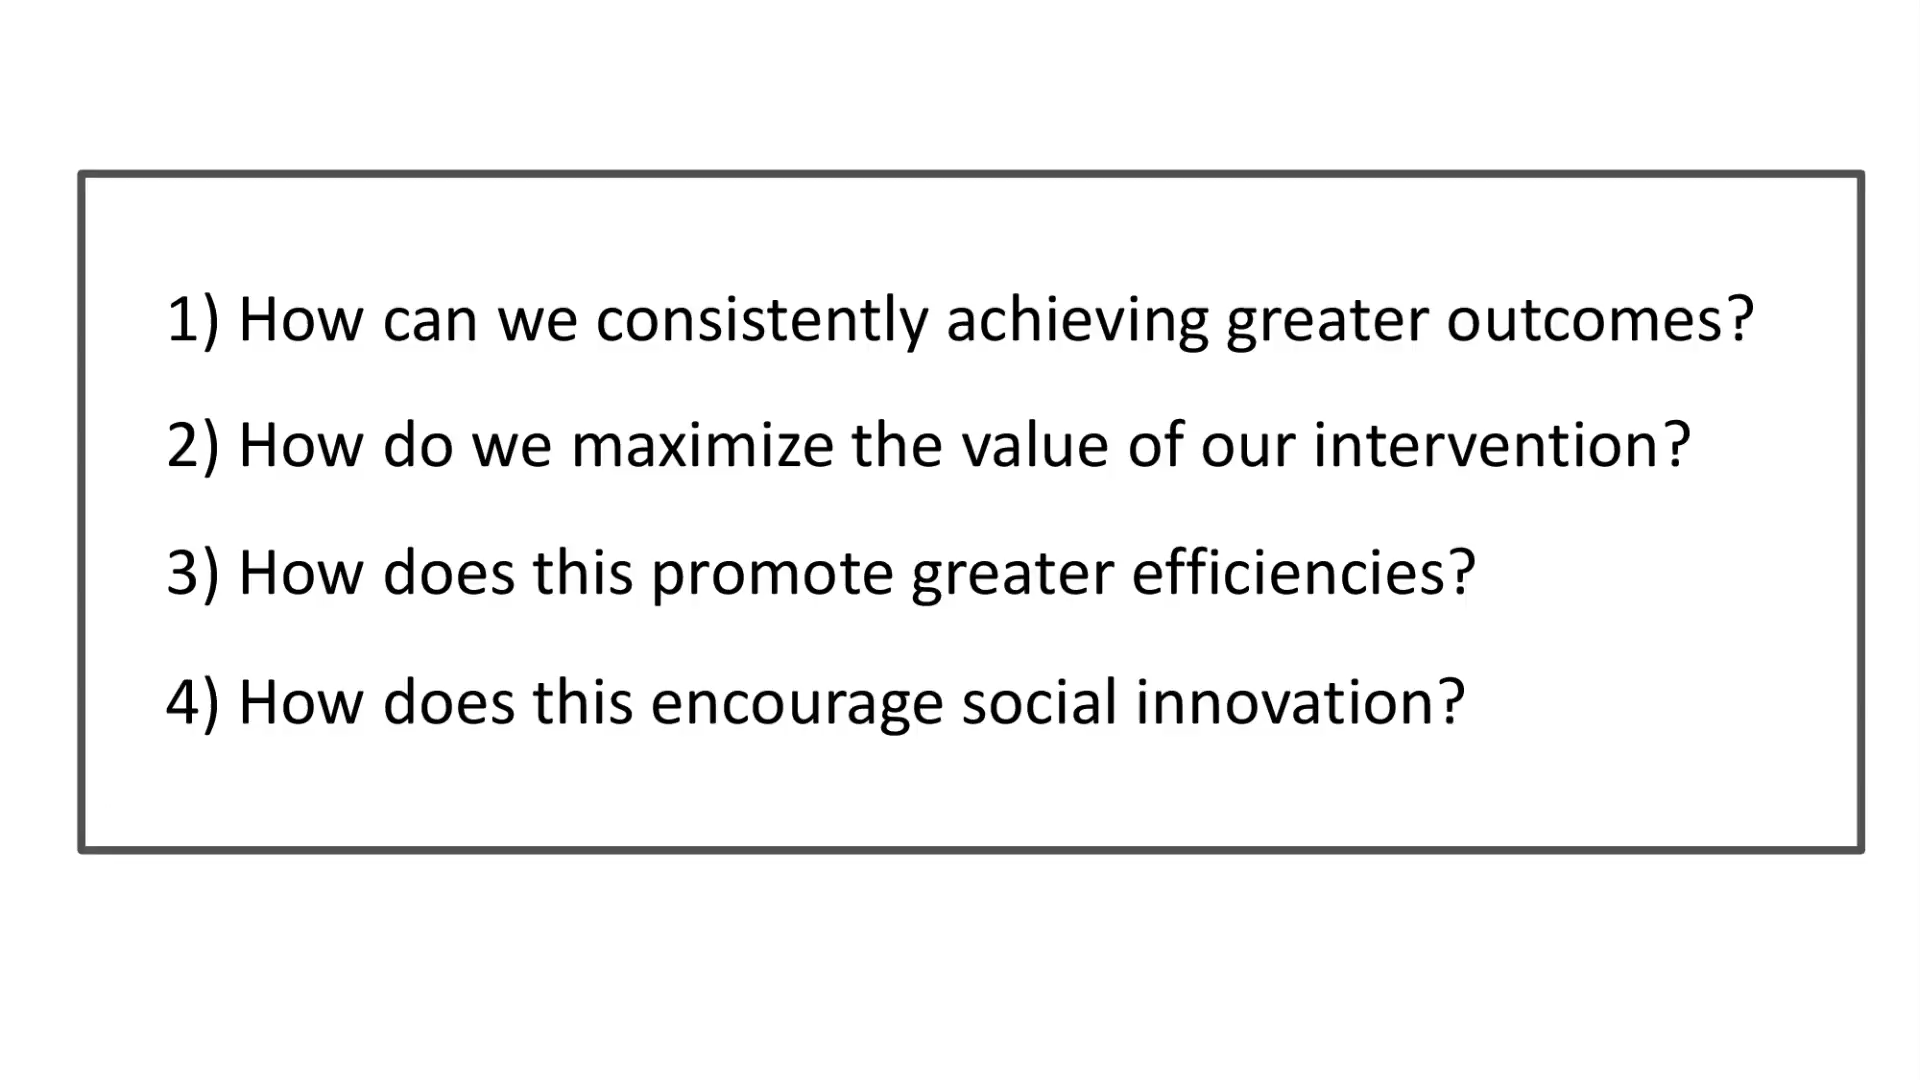 1) How can we consistently achieving greater outcomes?
2) How do we maximize the value of our intervention?
3) How does this promote greater efficiencies?
4) How does this encourage social innovation?